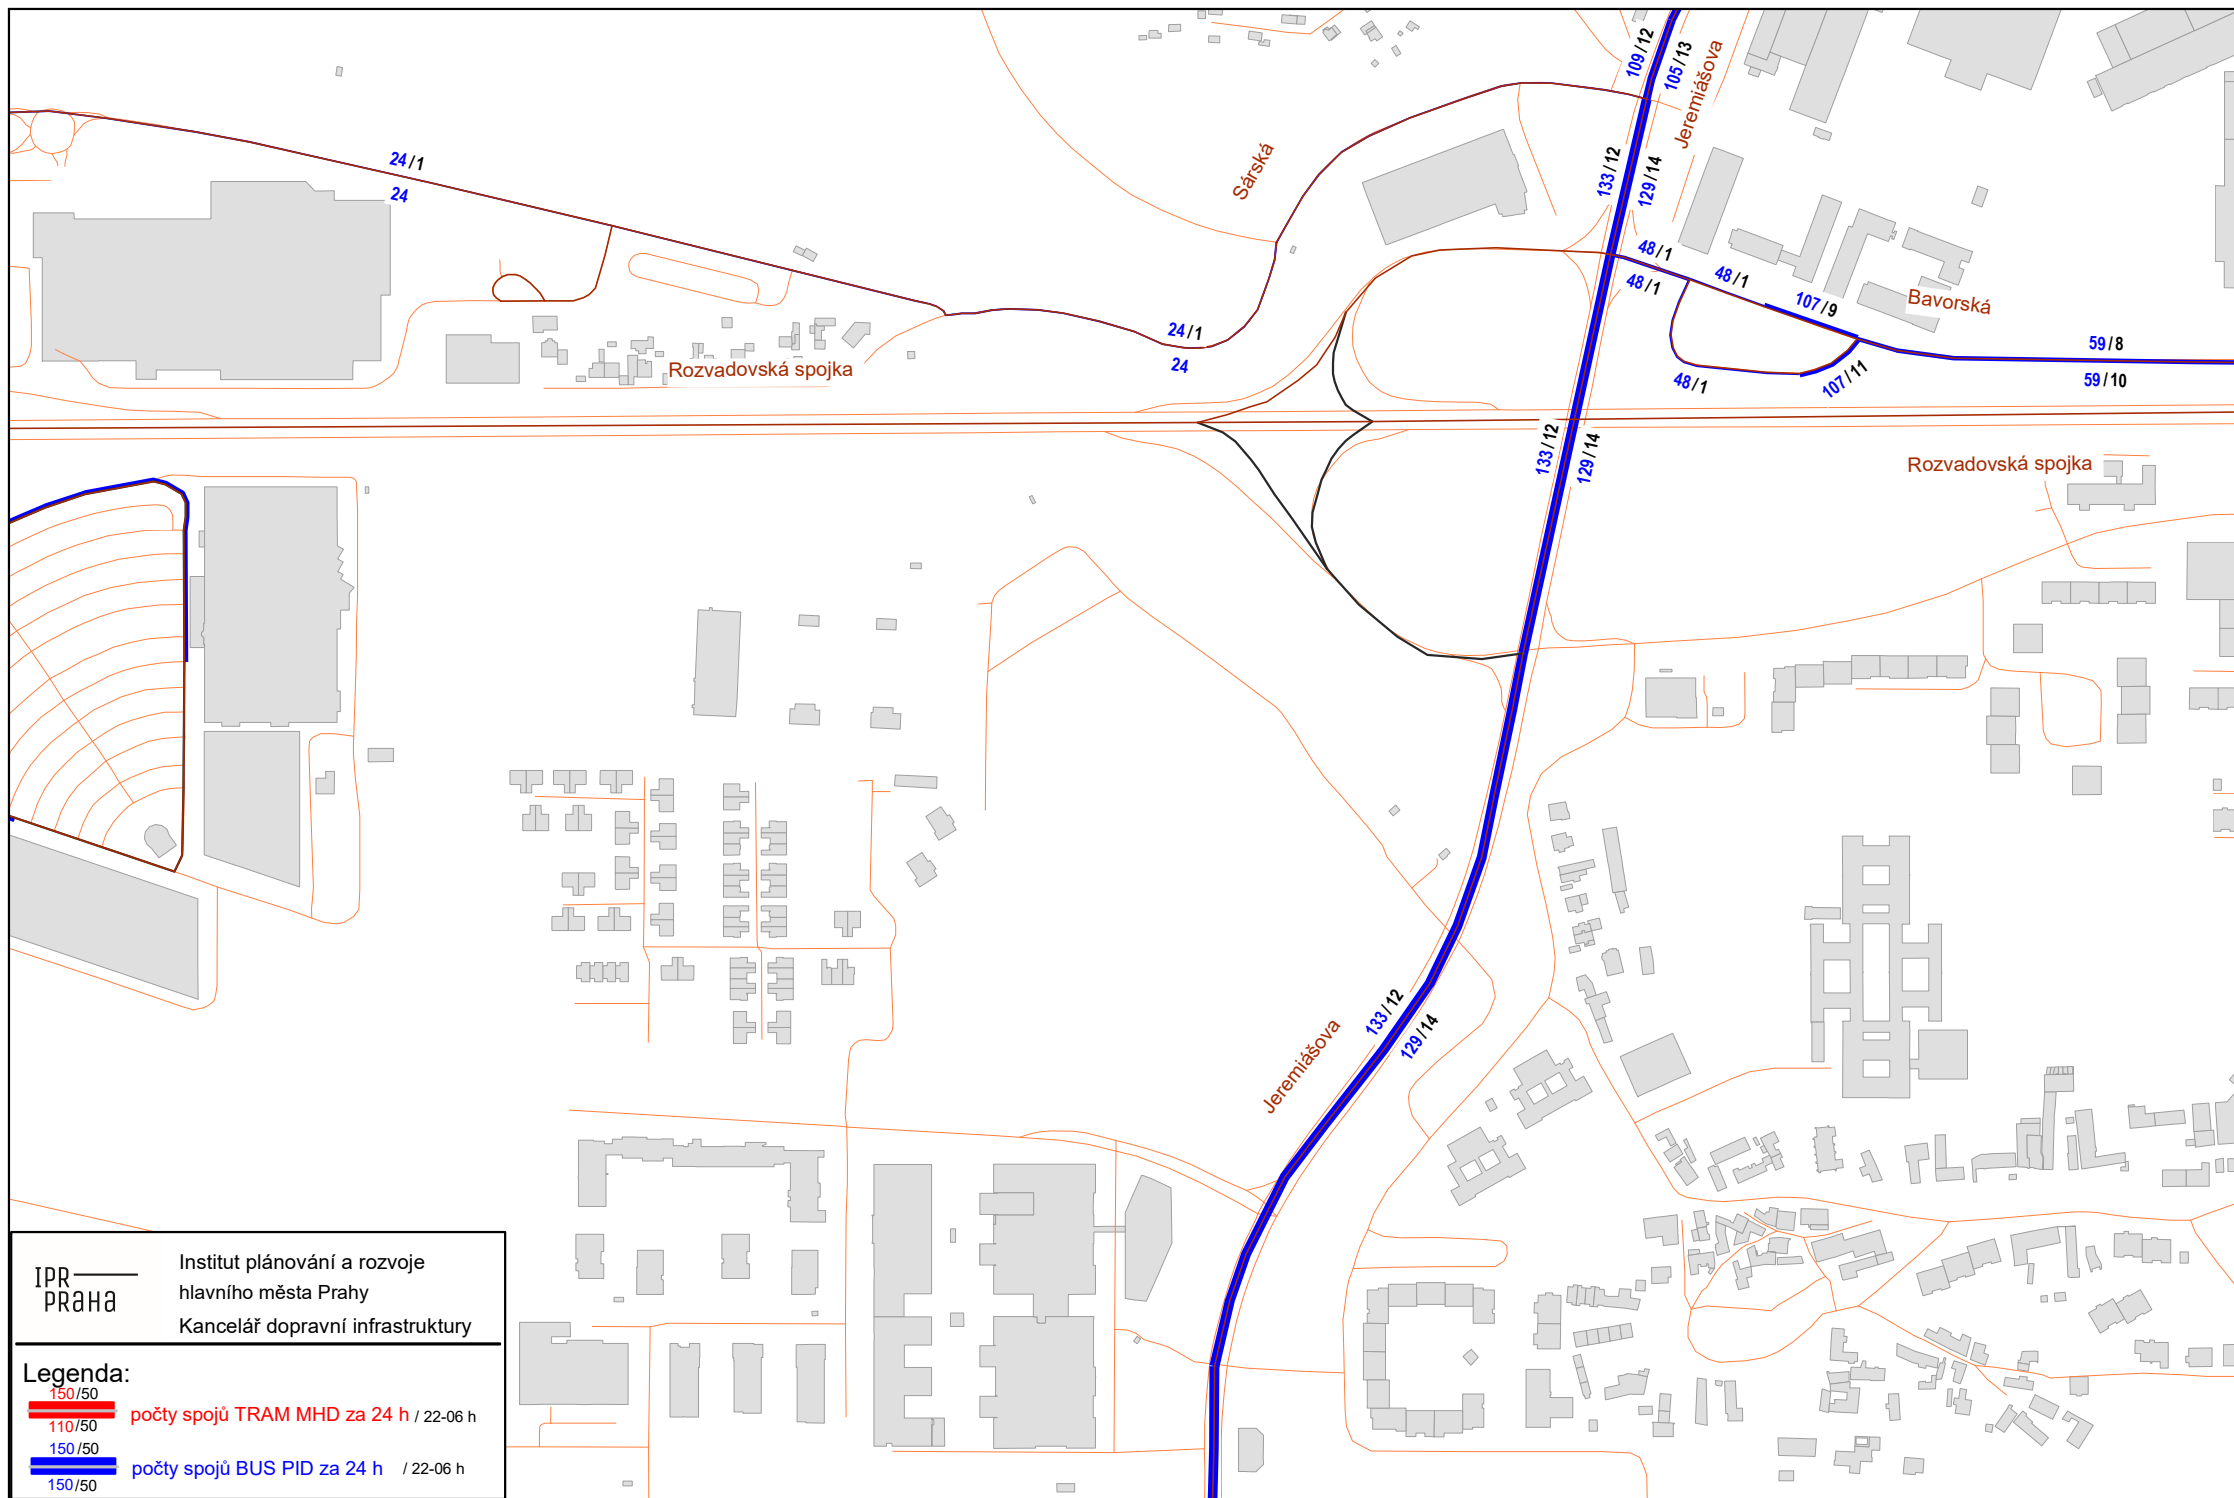 109/12
105/13
Jeremiášova
24/1
24
Sárská
133/12
129/14
48/1
48/1
48/1
107/9
Bavorská
24/1
24
Rozvadovská spojka
59/8
59/10
48/1
107/11
133/12
129/14
Rozvadovská spojka
133/12
129/14
Jeremiášova
IPR
PRAHA
Institut plánování a rozvoje
hlavního města Prahy
Kancelář dopravní infrastruktury
Legenda:
150/50
počty spojů TRAM MHD za 24 h / 22-06 h
110/50
150/50
počty spojů BUS PID za 24 h / 22-06 h
150/50